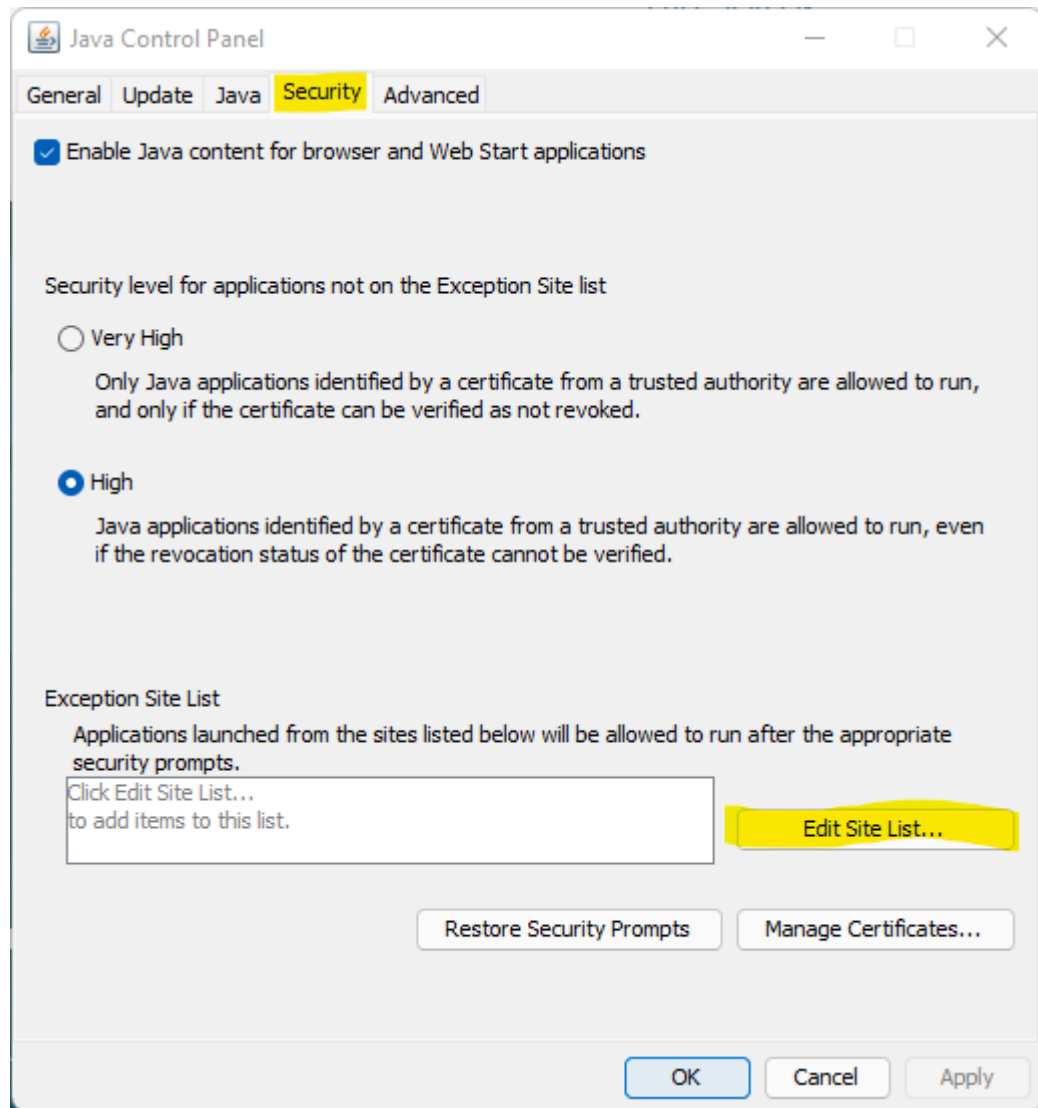 Java Control Panel
General Update Java Security Advanced
Enable Java content for browser and Web Start applications
Security level for applications not on the Exception Site list
Very High
Only Java applications identified by a certificate from a trusted authority are allowed to run,
and only if the certificate can be verified as not revoked.
High
Java applications identified by a certificate from a trusted authority are allowed to run, even
if the revocation status of the certificate cannot be verified.
Exception Site List
Applications launched from the sites listed below will be allowed to run after the appropriate
security prompts.
Click Edit Site List...
to add items to this list.
Edit Site List...
Restore Security Prompts Manage Certificates...
OK Cancel Apply